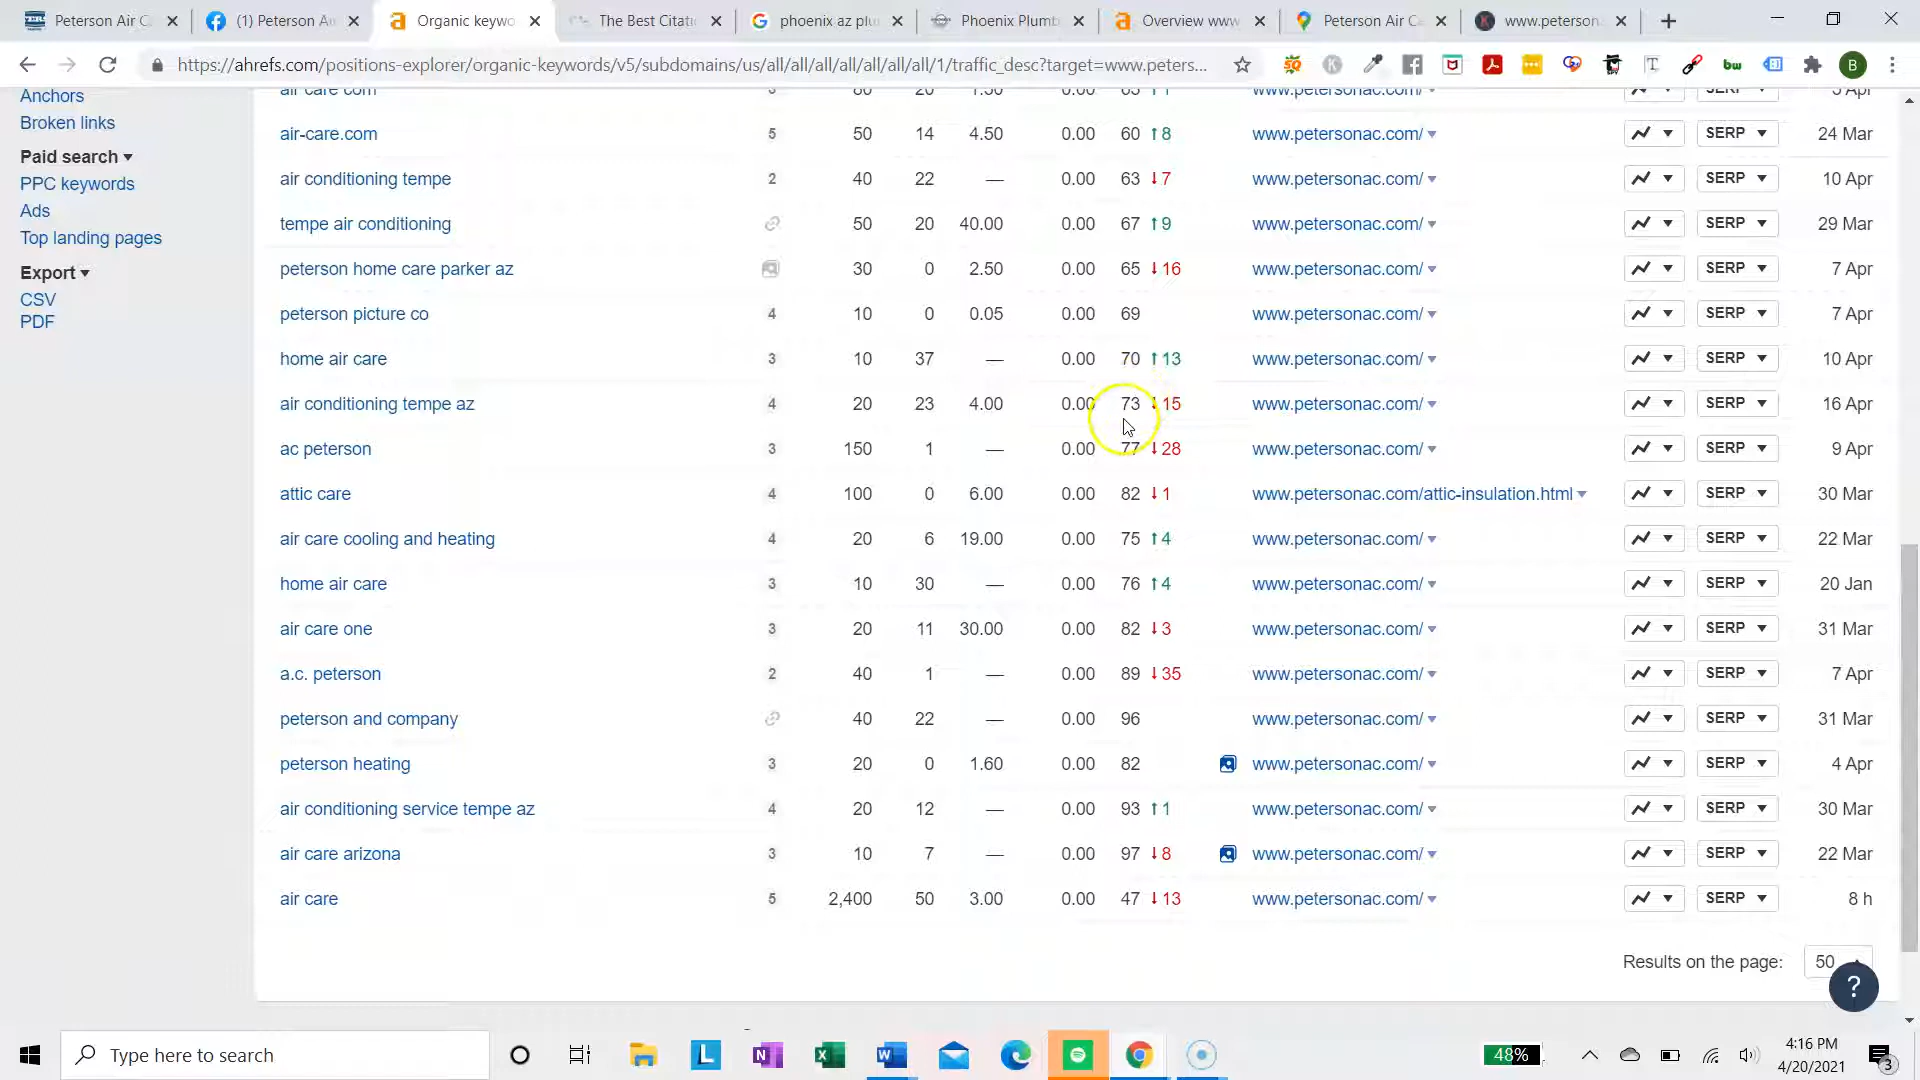 Peterson Air C
(1) Peterson A
Organic keywo
The Best Citati
phoenix az plu
Phoenix Plumb
Overview www
Peterson Air C
www.peterson
https://ahrefs.com/positions-explorer/organic-keywords/v5/subdomains/us/all/all/all/all/all/all/all/1/traffic_desc?target=www.peters...
Anchors
Broken links
Paid search
PPC keywords
Ads
Top landing pages
Export
CSV
PDF
air care com 3 80 20 1.50 0.00 63 ↑1 www.petersonac.com/ SERP 5 Apr
air-care.com 5 50 14 4.50 0.00 60 ↑8 www.petersonac.com/ SERP 24 Mar
air conditioning tempe 2 40 22 — 0.00 63 ↓7 www.petersonac.com/ SERP 10 Apr
tempe air conditioning 50 20 40.00 0.00 67 ↑9 www.petersonac.com/ SERP 29 Mar
peterson home care parker az 30 0 2.50 0.00 65 ↓16 www.petersonac.com/ SERP 7 Apr
peterson picture co 4 10 0 0.05 0.00 69 www.petersonac.com/ SERP 7 Apr
home air care 3 10 37 — 0.00 70 ↑13 www.petersonac.com/ SERP 10 Apr
air conditioning tempe az 4 20 23 4.00 0.00 73 ↓15 www.petersonac.com/ SERP 16 Apr
ac peterson 3 150 1 — 0.00 77 ↓28 www.petersonac.com/ SERP 9 Apr
attic care 4 100 0 6.00 0.00 82 ↓1 www.petersonac.com/attic-insulation.html SERP 30 Mar
air care cooling and heating 4 20 6 19.00 0.00 75 ↑4 www.petersonac.com/ SERP 22 Mar
home air care 3 10 30 — 0.00 76 ↑4 www.petersonac.com/ SERP 20 Jan
air care one 3 20 11 30.00 0.00 82 ↓3 www.petersonac.com/ SERP 31 Mar
a.c. peterson 2 40 1 — 0.00 89 ↓35 www.petersonac.com/ SERP 7 Apr
peterson and company 40 22 — 0.00 96 www.petersonac.com/ SERP 31 Mar
peterson heating 3 20 0 1.60 0.00 82 www.petersonac.com/ SERP 4 Apr
air conditioning service tempe az 4 20 12 — 0.00 93 ↑1 www.petersonac.com/ SERP 30 Mar
air care arizona 3 10 7 — 0.00 97 ↓8 www.petersonac.com/ SERP 22 Mar
air care 5 2,400 50 3.00 0.00 47 ↓13 www.petersonac.com/ SERP 8 h
Results on the page: 50
?
Type here to search
48%
4:16 PM
4/20/2021
3